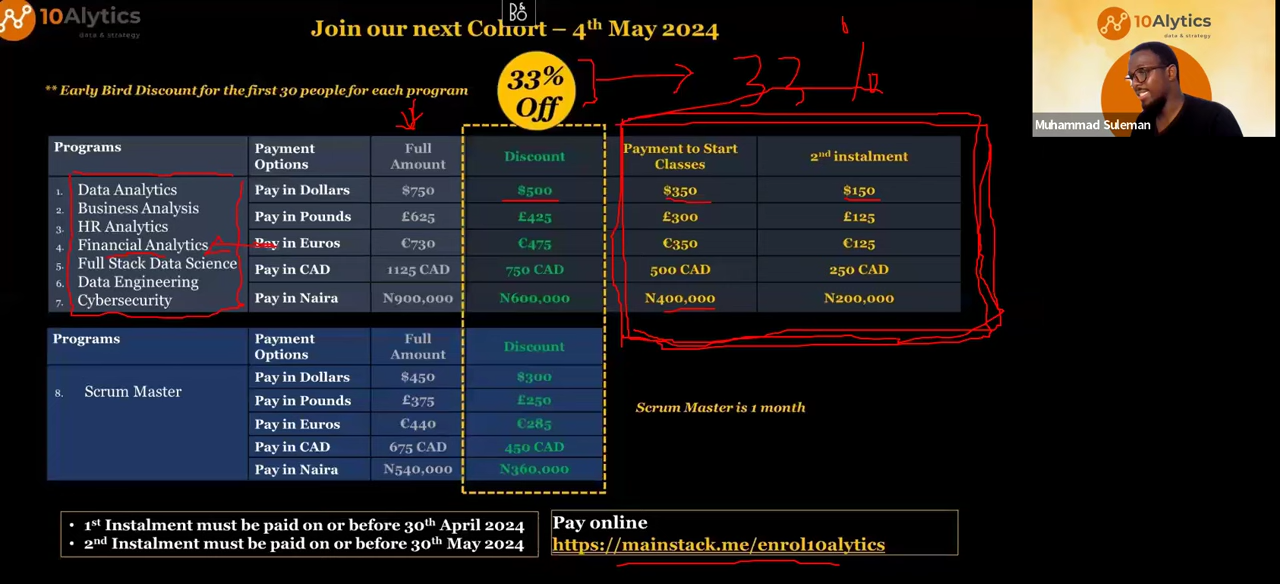 10Alytics
data & strategy
B&O
Join our next Cohort – 4th May 2024
10Alytics
data & strategy
Muhammad Suleman
** Early Bird Discount for the first 30 people for each program
33%
Off
33 %
Programs Payment Options Full Amount Discount Payment to Start Classes 2nd instalment
1. Data Analytics Pay in Dollars $750 $500 $350 $150
2. Business Analysis Pay in Pounds £625 £425 £300 £125
3. HR Analytics
4. Financial Analytics Pay in Euros €730 €475 €350 €125
5. Full Stack Data Science Pay in CAD 1125 CAD 750 CAD 500 CAD 250 CAD
6. Data Engineering
7. Cybersecurity Pay in Naira N900,000 N600,000 N400,000 N200,000
Programs Payment Options Full Amount Discount
Pay in Dollars $450 $300
8. Scrum Master Pay in Pounds £375 £250
Scrum Master is 1 month
Pay in Euros €440 €285
Pay in CAD 675 CAD 450 CAD
Pay in Naira N540,000 N360,000
• 1st Instalment must be paid on or before 30th April 2024
• 2nd Instalment must be paid on or before 30th May 2024
Pay online
https://mainstack.me/enrol10alytics